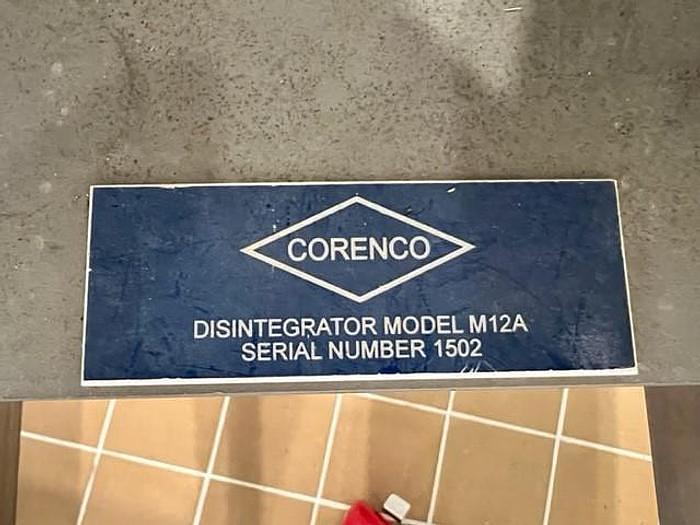 CORENCO
DISINTEGRATOR MODEL M12A
SERIAL NUMBER 1502